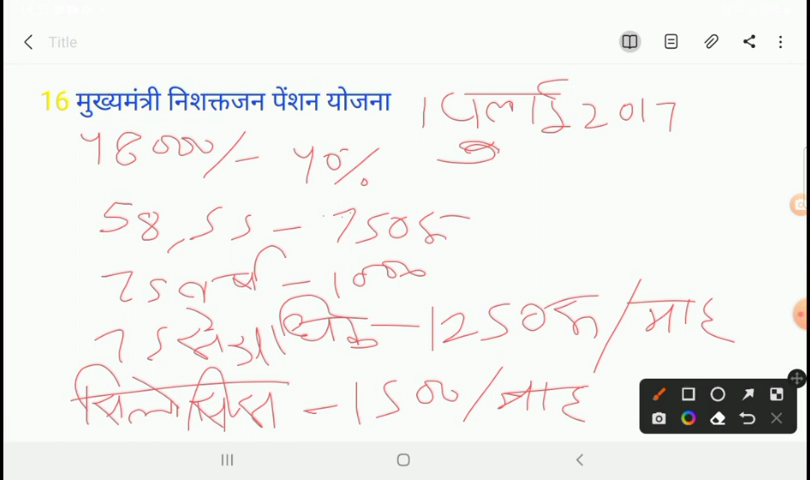 Title
16 मुख्यमंत्री निशक्तजन पेंशन योजना
1 जुलाई 2017
48000/- 40%
58, 55 - 750रु
75 वर्ष - 1000
75 से अधिक - 1250रु/माह
सिलोसिस - 1500/माह